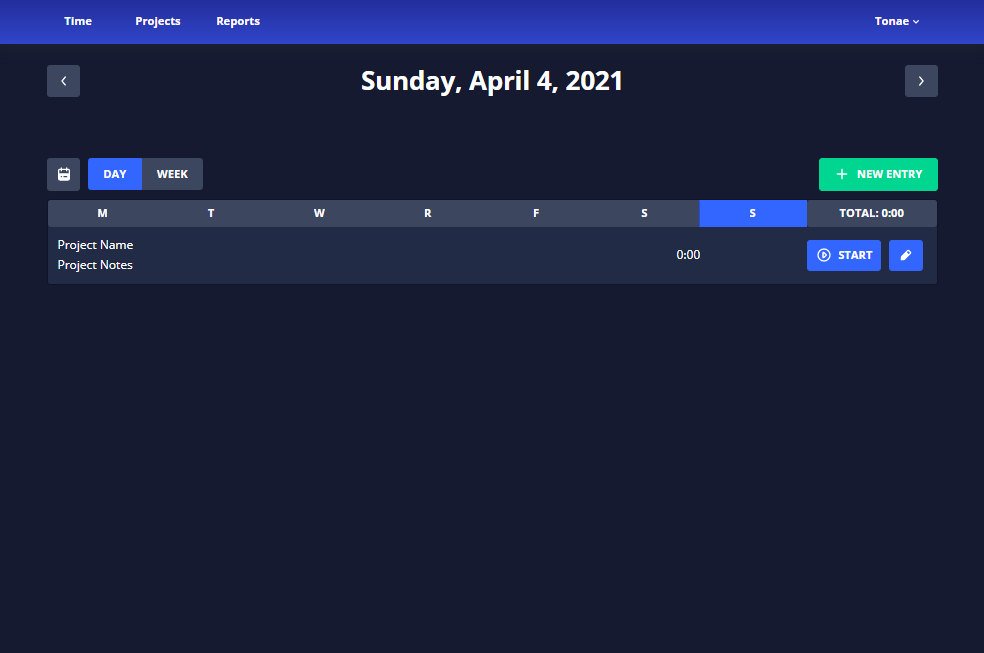 Time Projects Reports Tonae
Sunday, April 4, 2021
DAY WEEK NEW ENTRY
M T W R F S S TOTAL: 0:00
Project Name
0:00 START
Project Notes